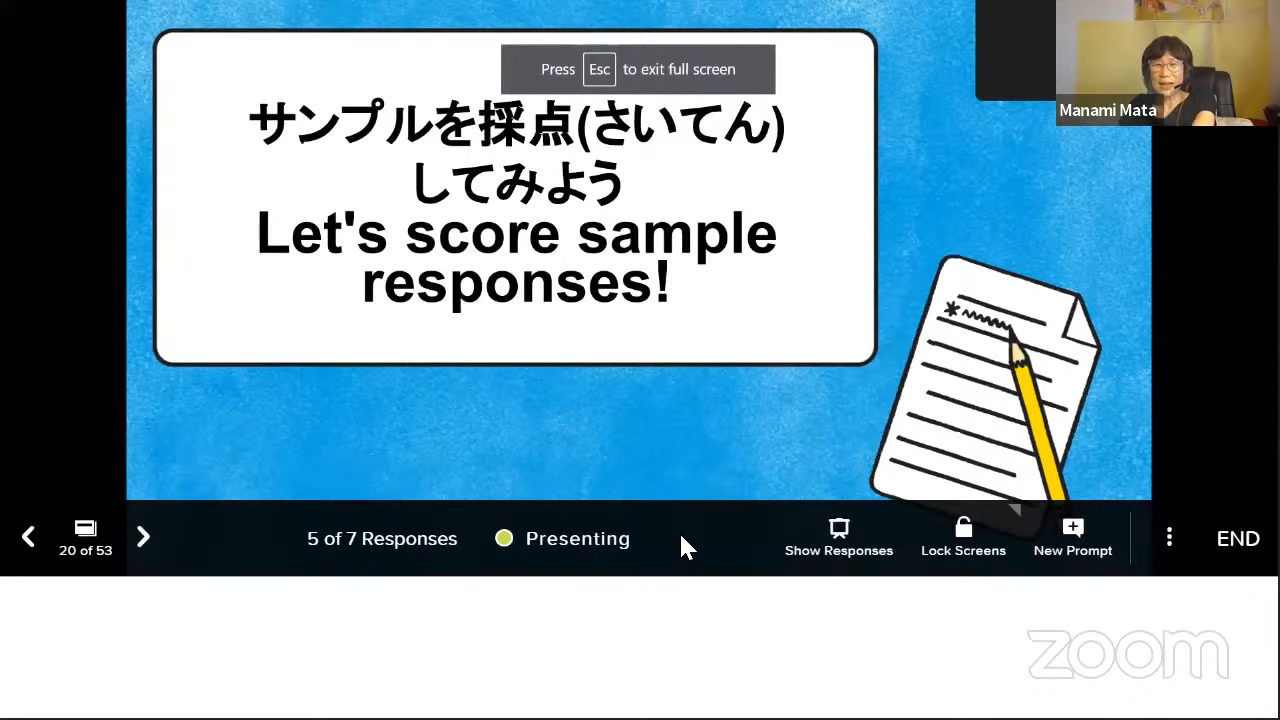 Press Esc to exit full screen
Manami Mata
サンプルを採点(さいてん)
してみよう
Let's score sample
responses!
20 of 53
5 of 7 Responses
Presenting
Show Responses
Lock Screens
New Prompt
END
zoom